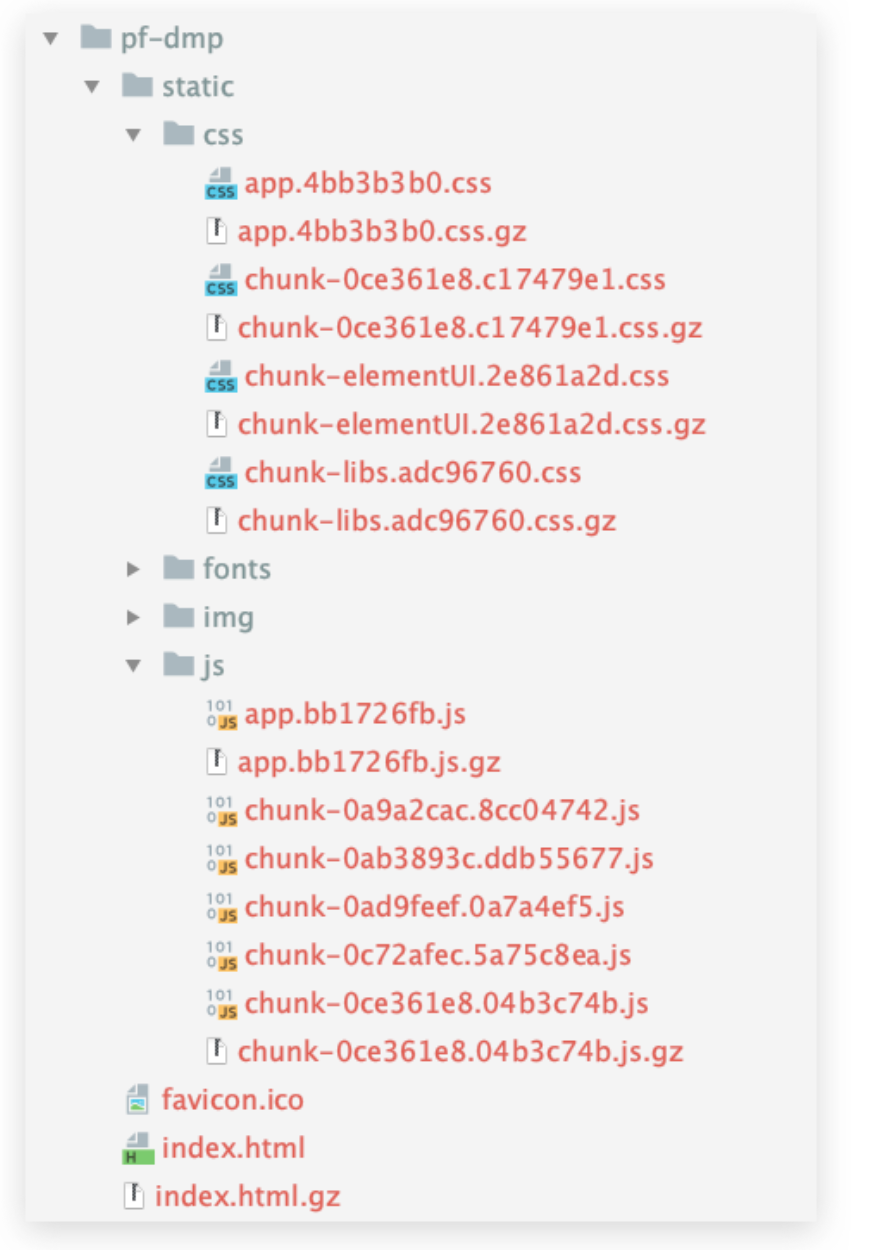 pf-dmp
static
css
app.4bb3b3b0.css
app.4bb3b3b0.css.gz
chunk-0ce361e8.c17479e1.css
chunk-0ce361e8.c17479e1.css.gz
chunk-elementUI.2e861a2d.css
chunk-elementUI.2e861a2d.css.gz
chunk-libs.adc96760.css
chunk-libs.adc96760.css.gz
fonts
img
js
app.bb1726fb.js
app.bb1726fb.js.gz
chunk-0a9a2cac.8cc04742.js
chunk-0ab3893c.ddb55677.js
chunk-0ad9feef.0a7a4ef5.js
chunk-0c72afec.5a75c8ea.js
chunk-0ce361e8.04b3c74b.js
chunk-0ce361e8.04b3c74b.js.gz
favicon.ico
index.html
index.html.gz